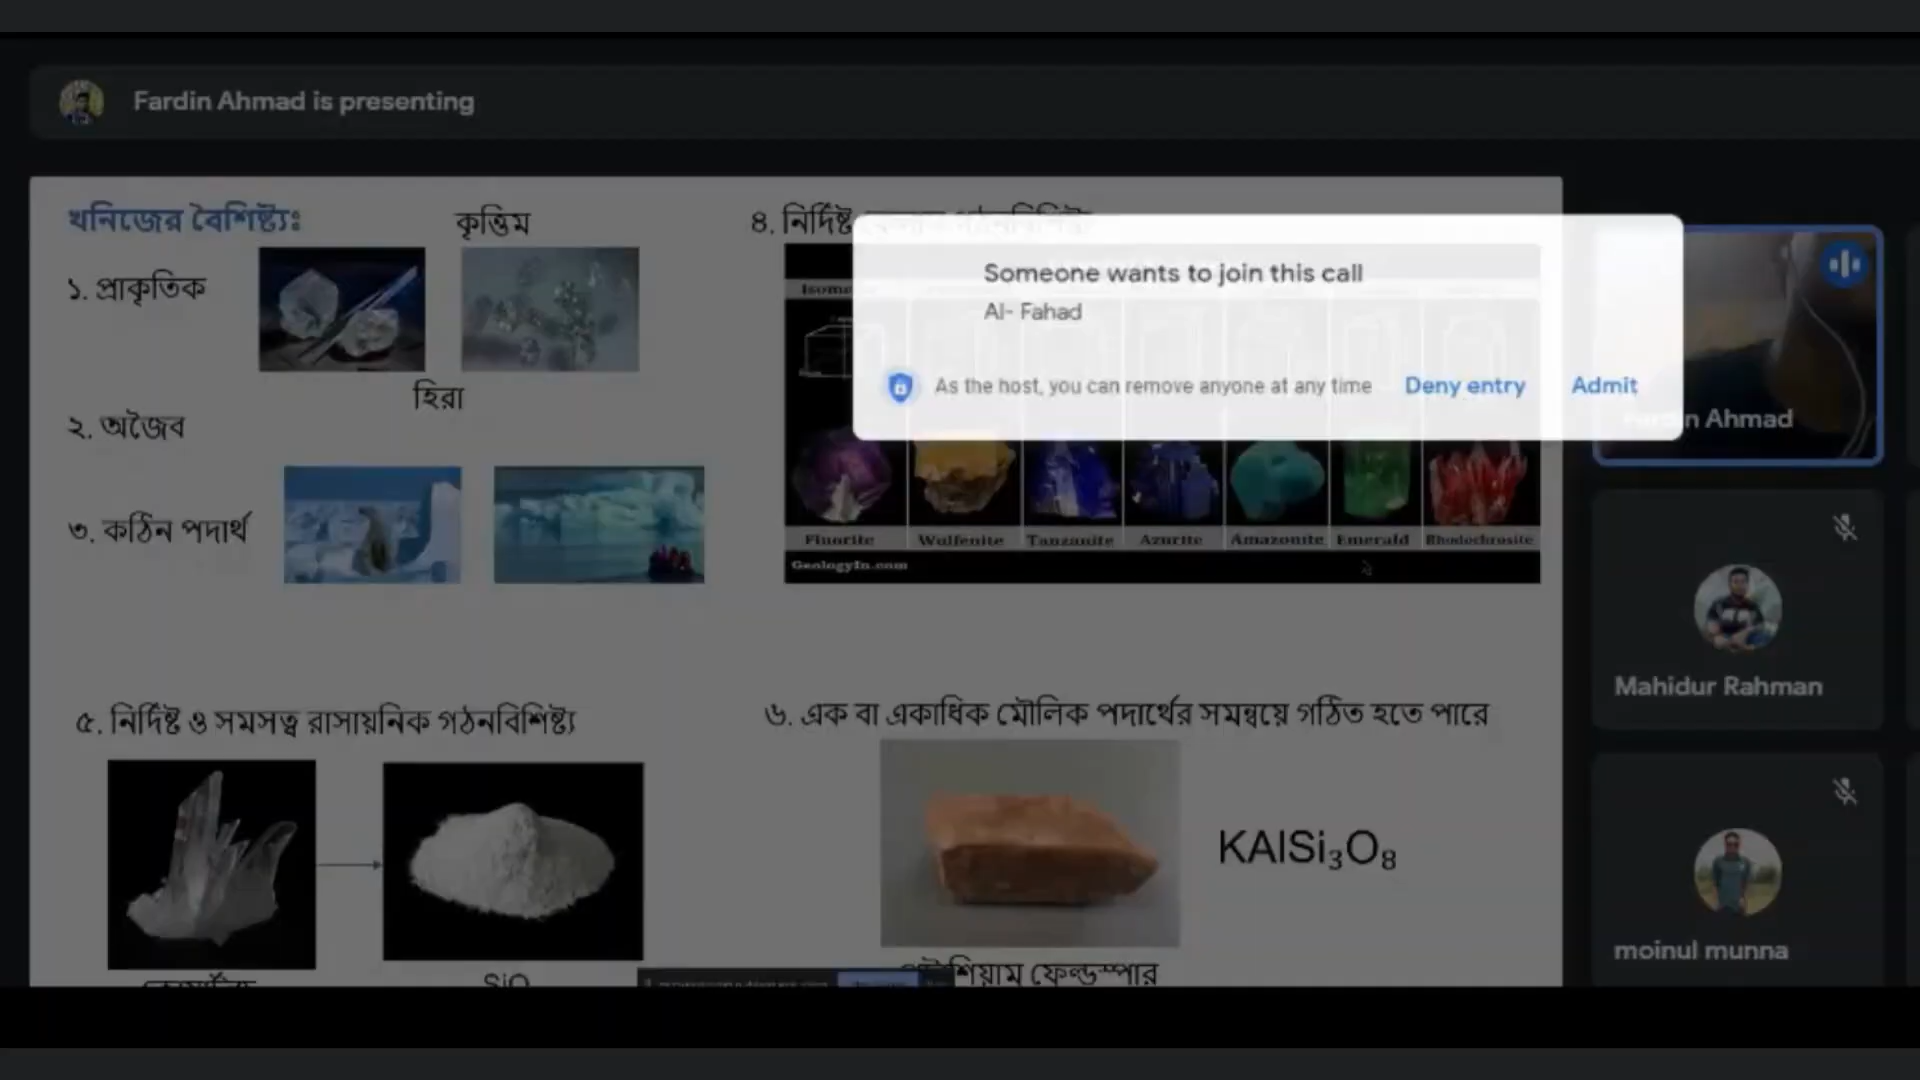 Fardin Ahmad is presenting
খনিজের বৈশিষ্ট্যঃ
কৃত্তিম
১. প্রাকৃতিক
হিরা
২. অজৈব
৩. কঠিন পদার্থ
৪. নির্দিষ্ট
Someone wants to join this call
Al- Fahad
As the host, you can remove anyone at any time
Deny entry
Admit
Fluorite
Wulfenite
Tanzanite
Azurite
Amazonite
Emerald
Rhodochrosite
GeologyIn.com
৫. নির্দিষ্ট ও সমসত্ব রাসায়নিক গঠনবিশিষ্ট্য
৬. এক বা একাধিক মৌলিক পদার্থের সমন্বয়ে গঠিত হতে পারে
KAlSi₃O₈
ফেল্ডস্পার
Ahmad
Mahidur Rahman
moinul munna